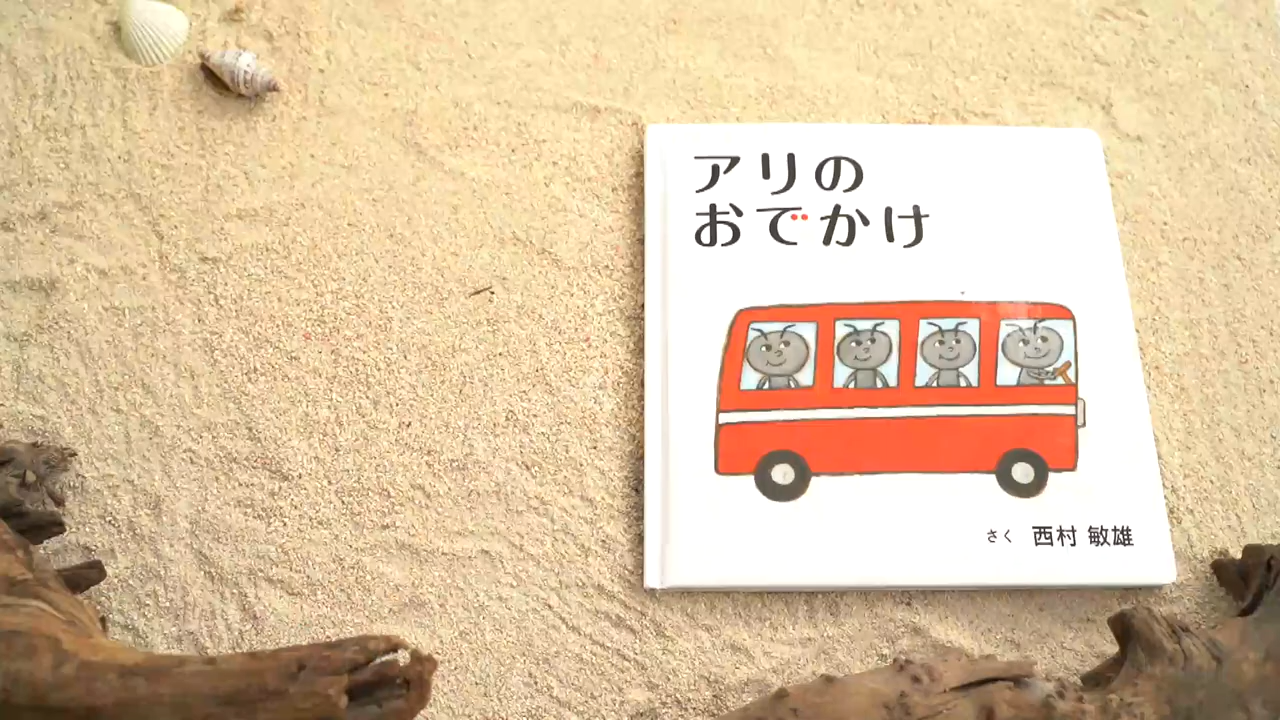 アリの
おでかけ
さく 西村 敏雄